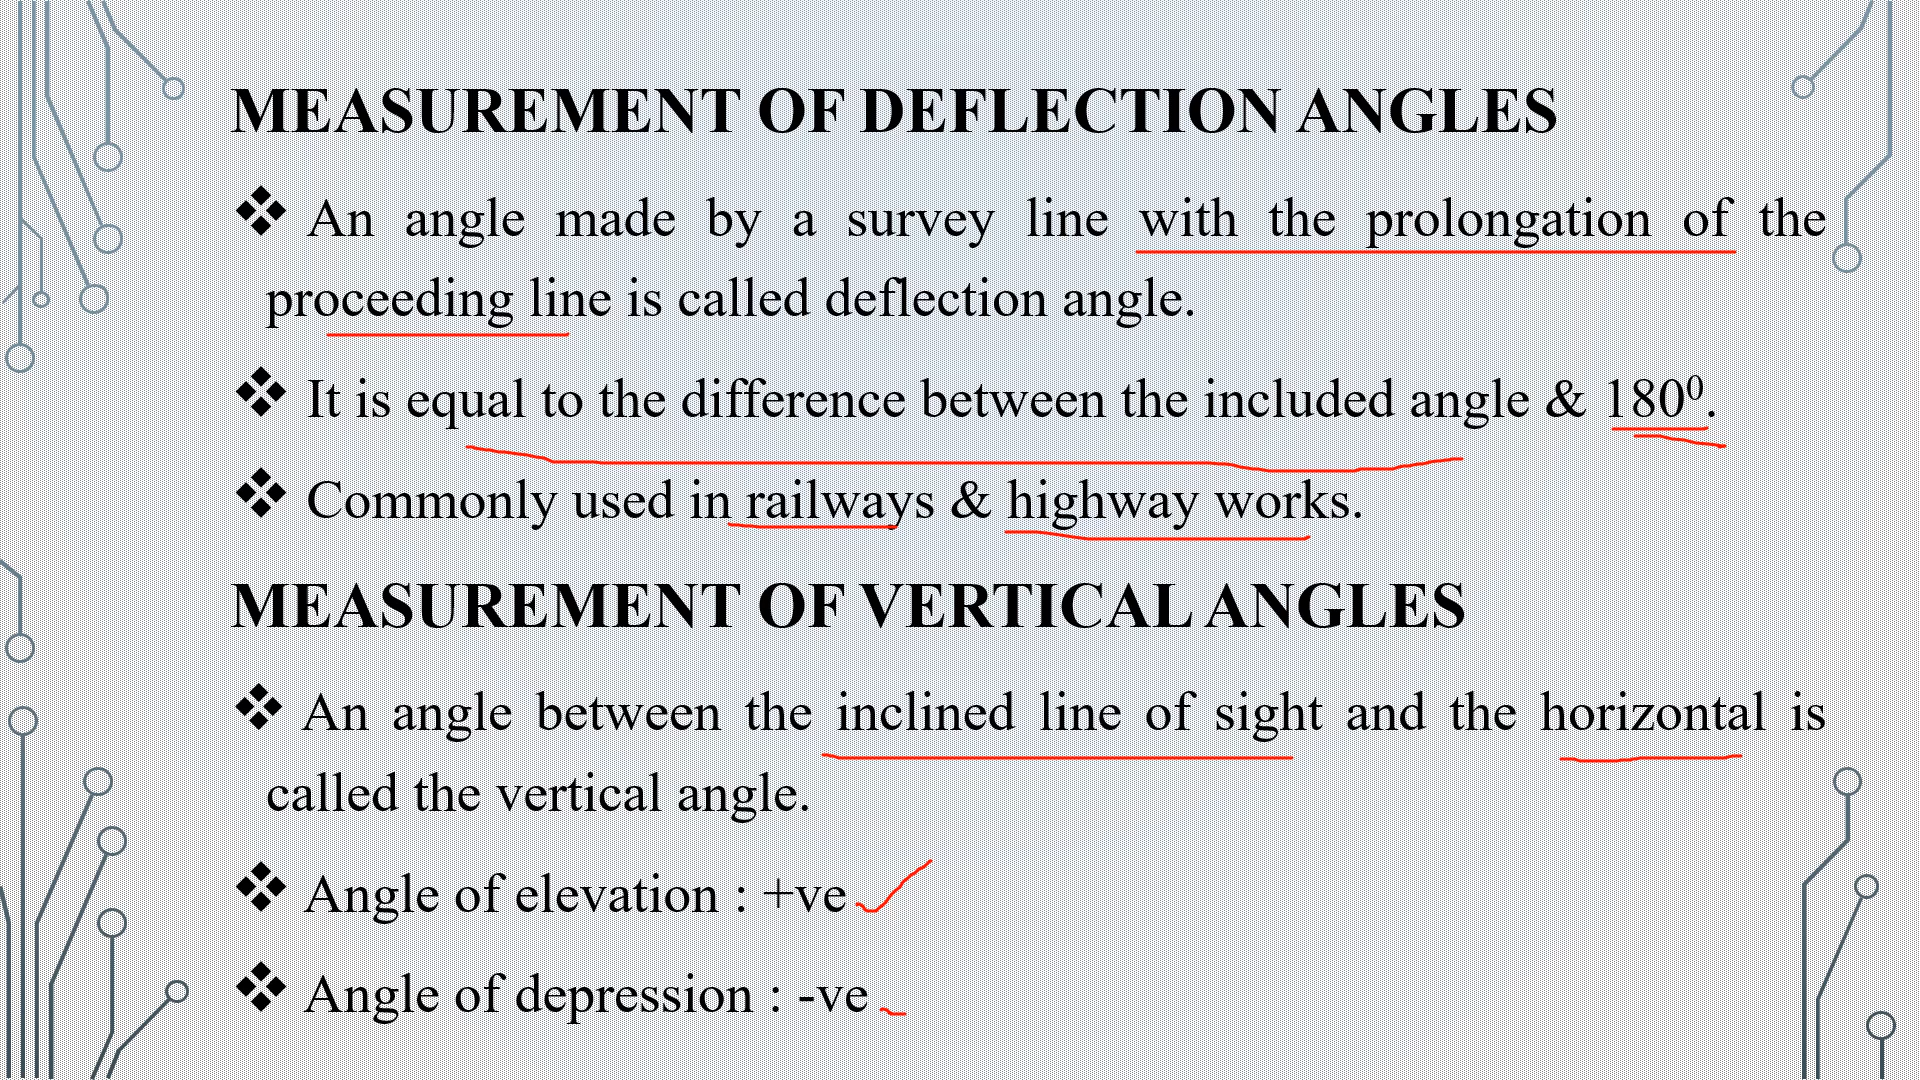 MEASUREMENT OF DEFLECTION ANGLES
❖ An angle made by a survey line with the prolongation of the
proceeding line is called deflection angle.
❖ It is equal to the difference between the included angle & 180⁰.
❖ Commonly used in railways & highway works.
MEASUREMENT OF VERTICAL ANGLES
❖ An angle between the inclined line of sight and the horizontal is
called the vertical angle.
❖ Angle of elevation : +ve
❖ Angle of depression : -ve